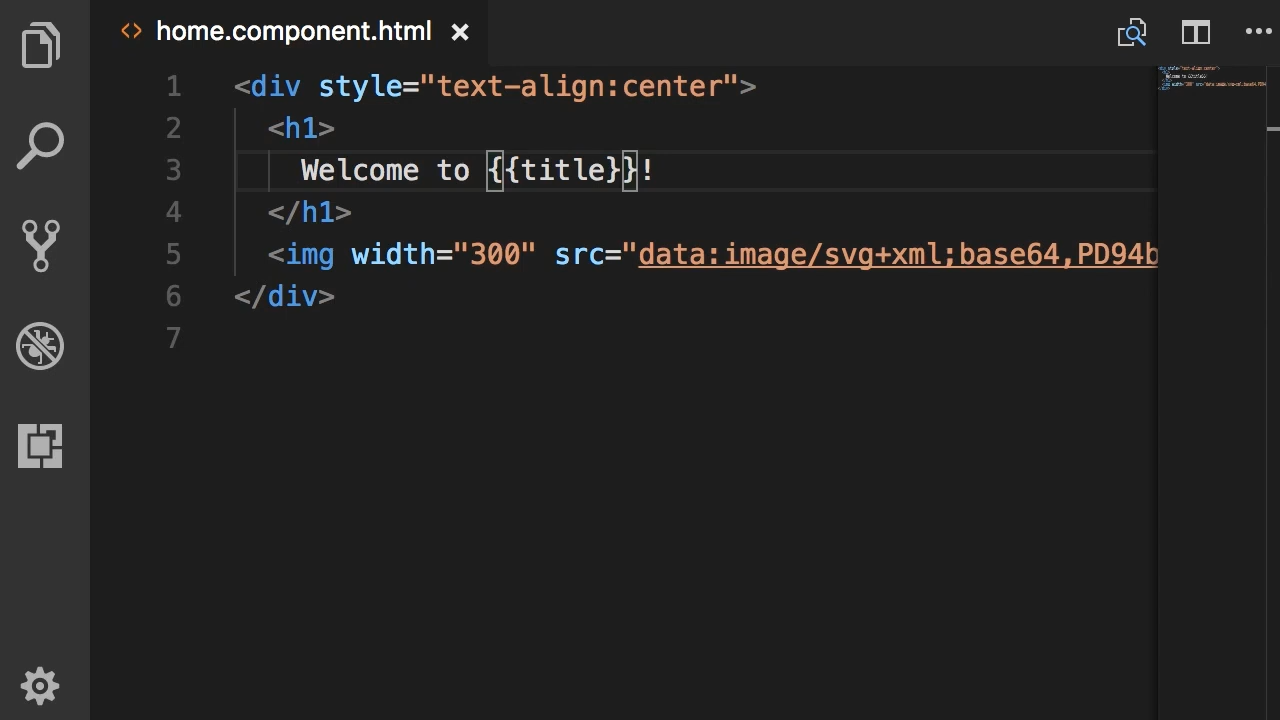 home.component.html
1 <div style="text-align:center">
2 <h1>
3 Welcome to {{title}}!
4 </h1>
5 <img width="300" src="data:image/svg+xml;base64,PD94b
6 </div>
7